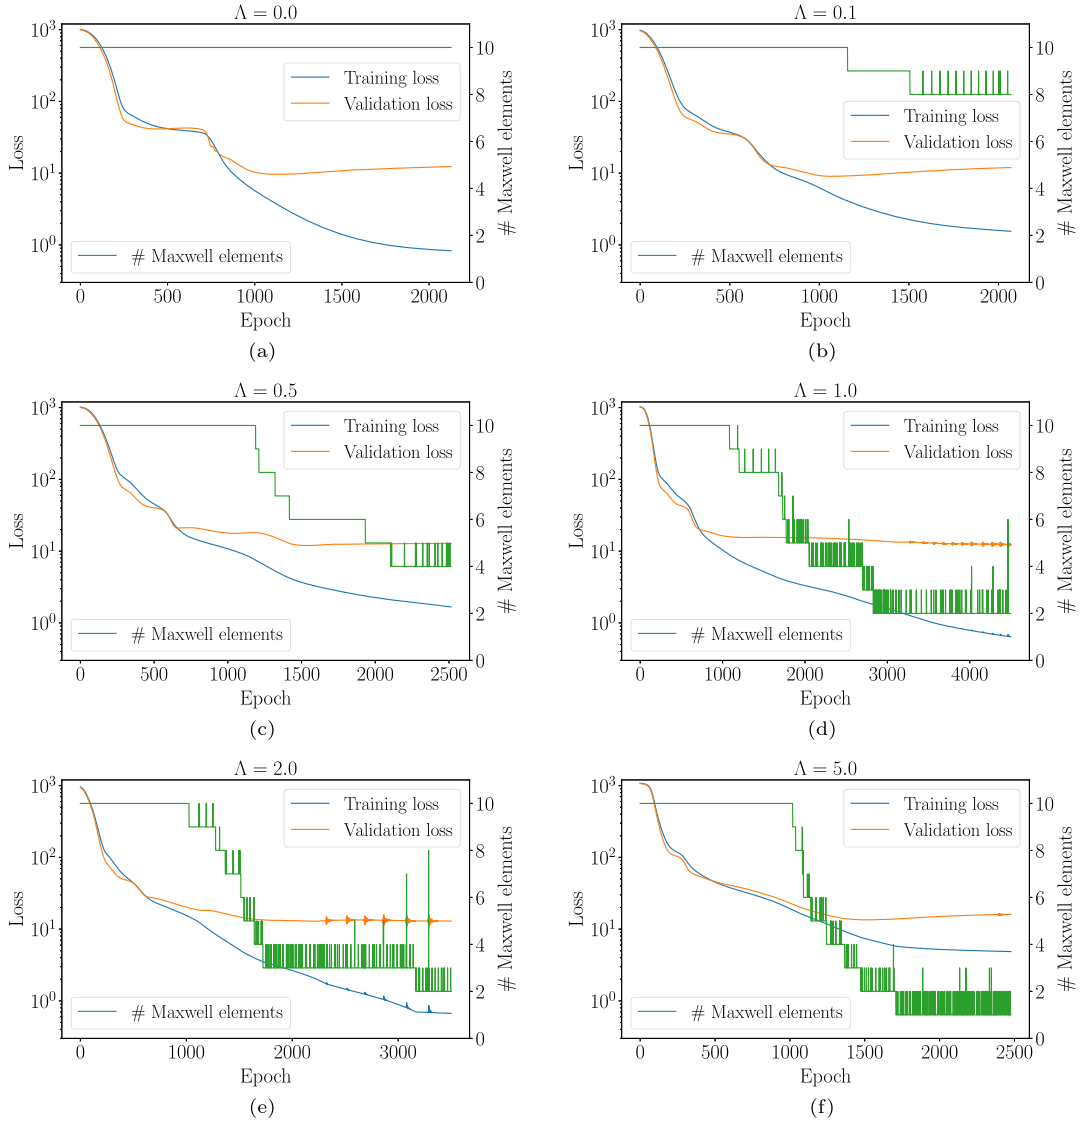 Λ = 0.0
10³
10²
10¹
10⁰
Loss
10
8
6
4
2
0
# Maxwell elements
Training loss
Validation loss
# Maxwell elements
0 500 1000 1500 2000
Epoch
(a)
Λ = 0.1
10³
10²
10¹
10⁰
Loss
10
8
6
4
2
0
# Maxwell elements
Training loss
Validation loss
# Maxwell elements
0 500 1000 1500 2000
Epoch
(b)
Λ = 0.5
10³
10²
10¹
10⁰
Loss
10
8
6
4
2
0
# Maxwell elements
Training loss
Validation loss
# Maxwell elements
0 500 1000 1500 2000 2500
Epoch
(c)
Λ = 1.0
10³
10²
10¹
10⁰
Loss
10
8
6
4
2
0
# Maxwell elements
Training loss
Validation loss
# Maxwell elements
0 1000 2000 3000 4000
Epoch
(d)
Λ = 2.0
10³
10²
10¹
10⁰
Loss
10
8
6
4
2
0
# Maxwell elements
Training loss
Validation loss
# Maxwell elements
0 1000 2000 3000
Epoch
(e)
Λ = 5.0
10³
10²
10¹
10⁰
Loss
10
8
6
4
2
0
# Maxwell elements
Training loss
Validation loss
# Maxwell elements
0 500 1000 1500 2000 2500
Epoch
(f)